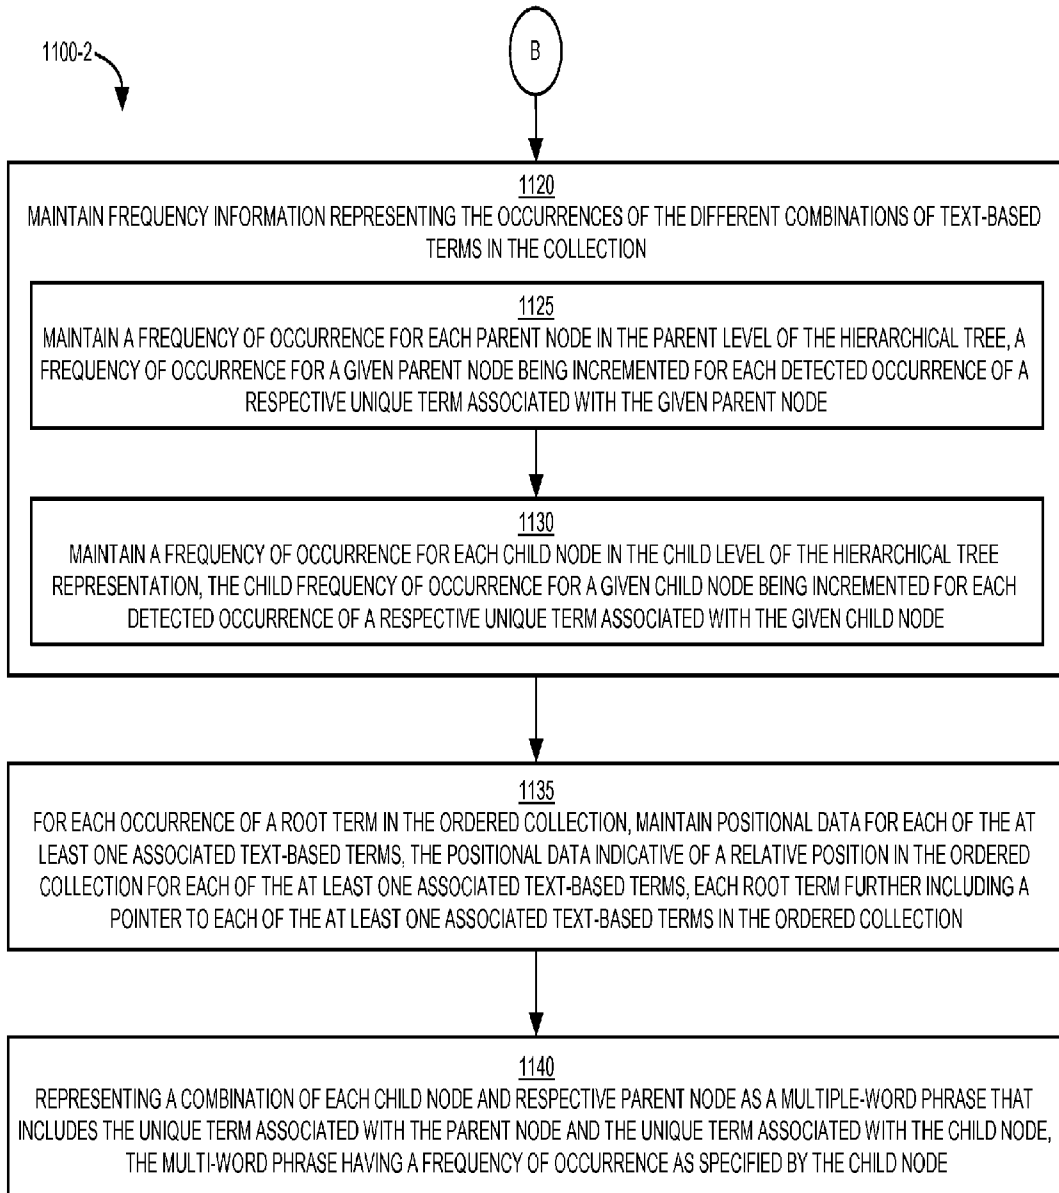 1100-2
B
1120
MAINTAIN FREQUENCY INFORMATION REPRESENTING THE OCCURRENCES OF THE DIFFERENT COMBINATIONS OF TEXT-BASED
TERMS IN THE COLLECTION
1125
MAINTAIN A FREQUENCY OF OCCURRENCE FOR EACH PARENT NODE IN THE PARENT LEVEL OF THE HIERARCHICAL TREE, A
FREQUENCY OF OCCURRENCE FOR A GIVEN PARENT NODE BEING INCREMENTED FOR EACH DETECTED OCCURRENCE OF A
RESPECTIVE UNIQUE TERM ASSOCIATED WITH THE GIVEN PARENT NODE
1130
MAINTAIN A FREQUENCY OF OCCURRENCE FOR EACH CHILD NODE IN THE CHILD LEVEL OF THE HIERARCHICAL TREE
REPRESENTATION, THE CHILD FREQUENCY OF OCCURRENCE FOR A GIVEN CHILD NODE BEING INCREMENTED FOR EACH
DETECTED OCCURRENCE OF A RESPECTIVE UNIQUE TERM ASSOCIATED WITH THE GIVEN CHILD NODE
1135
FOR EACH OCCURRENCE OF A ROOT TERM IN THE ORDERED COLLECTION, MAINTAIN POSITIONAL DATA FOR EACH OF THE AT
LEAST ONE ASSOCIATED TEXT-BASED TERMS, THE POSITIONAL DATA INDICATIVE OF A RELATIVE POSITION IN THE ORDERED
COLLECTION FOR EACH OF THE AT LEAST ONE ASSOCIATED TEXT-BASED TERMS, EACH ROOT TERM FURTHER INCLUDING A
POINTER TO EACH OF THE AT LEAST ONE ASSOCIATED TEXT-BASED TERMS IN THE ORDERED COLLECTION
1140
REPRESENTING A COMBINATION OF EACH CHILD NODE AND RESPECTIVE PARENT NODE AS A MULTIPLE-WORD PHRASE THAT
INCLUDES THE UNIQUE TERM ASSOCIATED WITH THE PARENT NODE AND THE UNIQUE TERM ASSOCIATED WITH THE CHILD NODE,
THE MULTI-WORD PHRASE HAVING A FREQUENCY OF OCCURRENCE AS SPECIFIED BY THE CHILD NODE